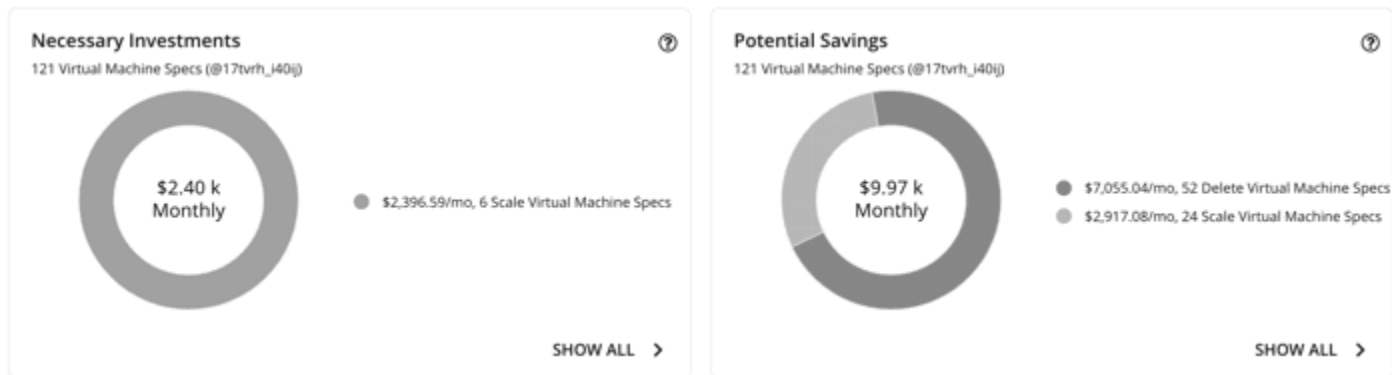 Necessary Investments
121 Virtual Machine Specs (@17tvrh_i40ij)
$2.40 k
Monthly
$2,396.59/mo, 6 Scale Virtual Machine Specs
SHOW ALL
Potential Savings
121 Virtual Machine Specs (@17tvrh_i40ij)
$9.97 k
Monthly
$7,055.04/mo, 52 Delete Virtual Machine Specs
$2,917.08/mo, 24 Scale Virtual Machine Specs
SHOW ALL